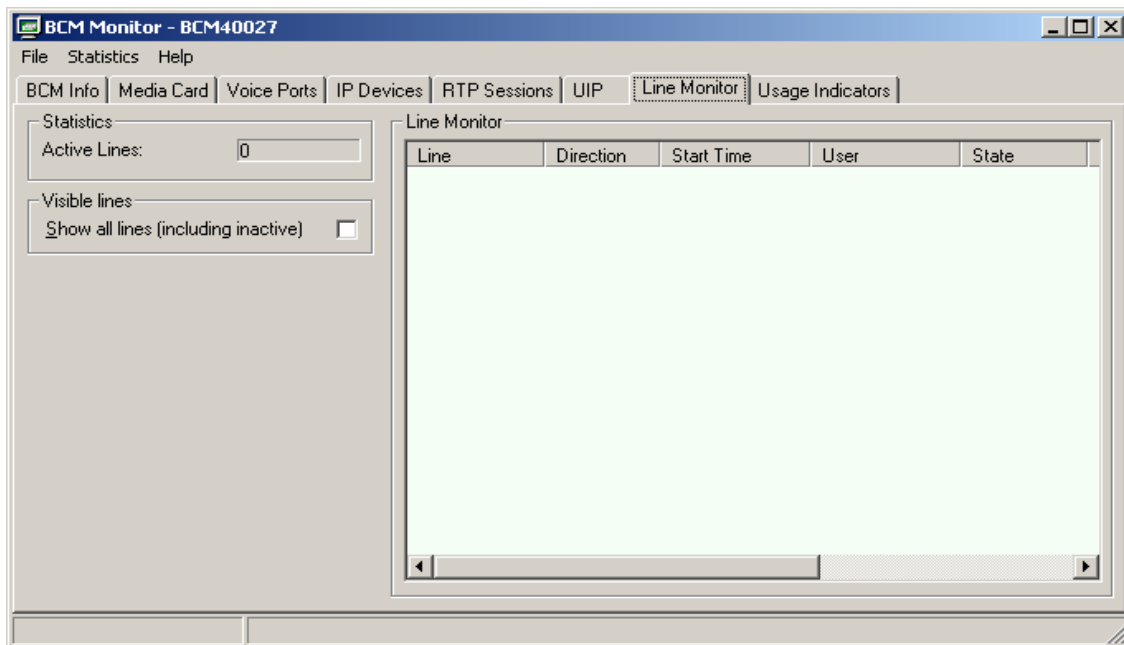 BCM Monitor - BCM40027
File Statistics Help
BCM Info Media Card Voice Ports IP Devices RTP Sessions UIP Line Monitor Usage Indicators
Statistics
Active Lines: 0
Visible lines
Show all lines (including inactive)
Line Monitor
Line Direction Start Time User State